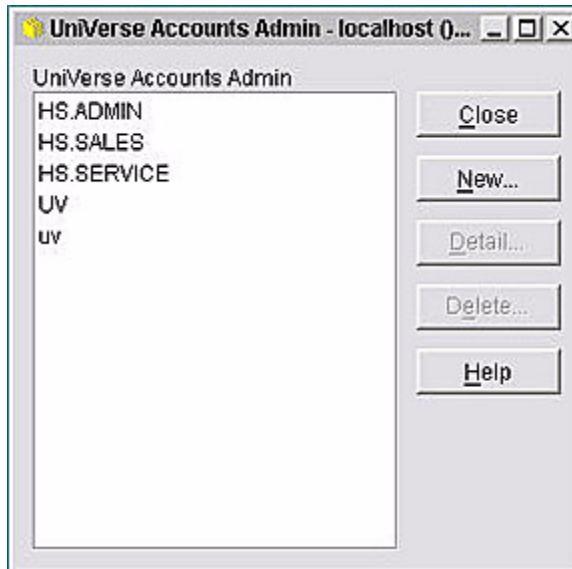 UniVerse Accounts Admin - localhost ()...
UniVerse Accounts Admin
HS.ADMIN
HS.SALES
HS.SERVICE
UV
uv
Close
New...
Detail...
Delete...
Help